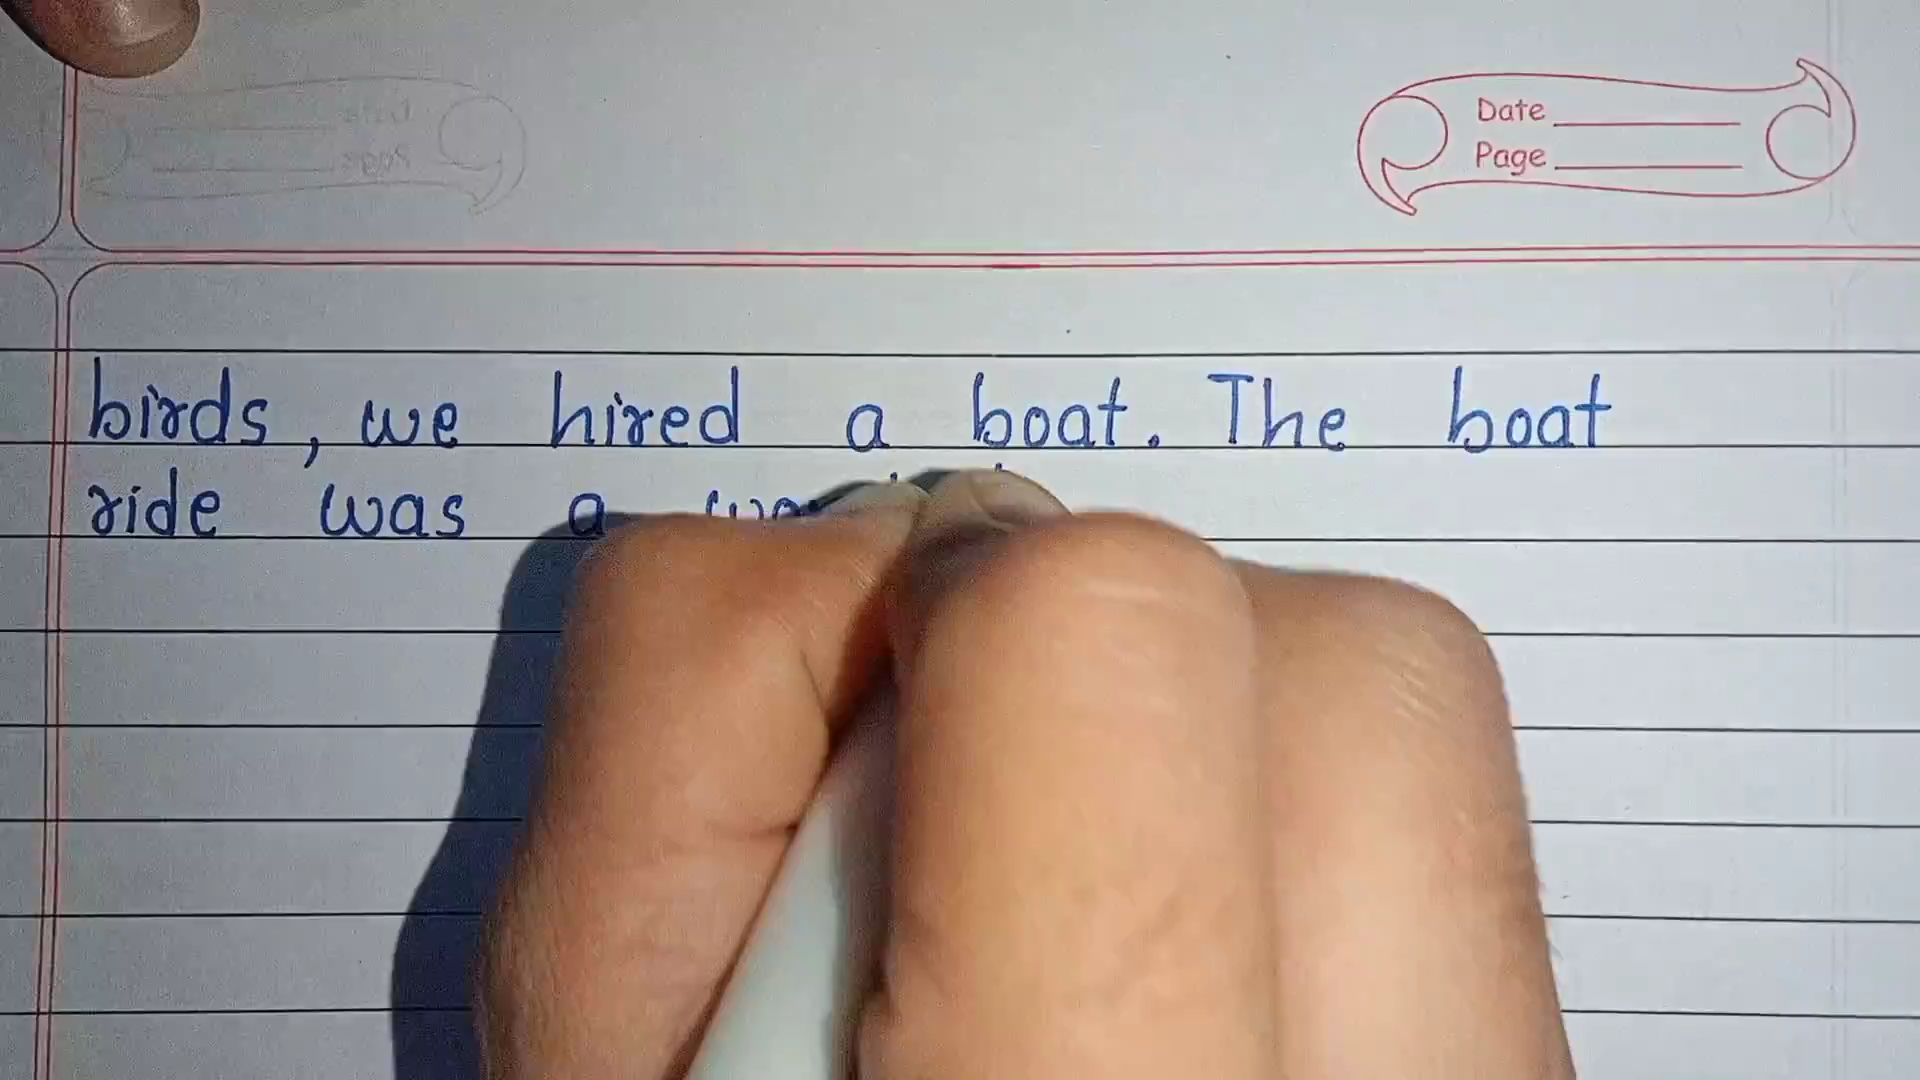 Date
Page
birds, we hired a boat. The boat
ride was a